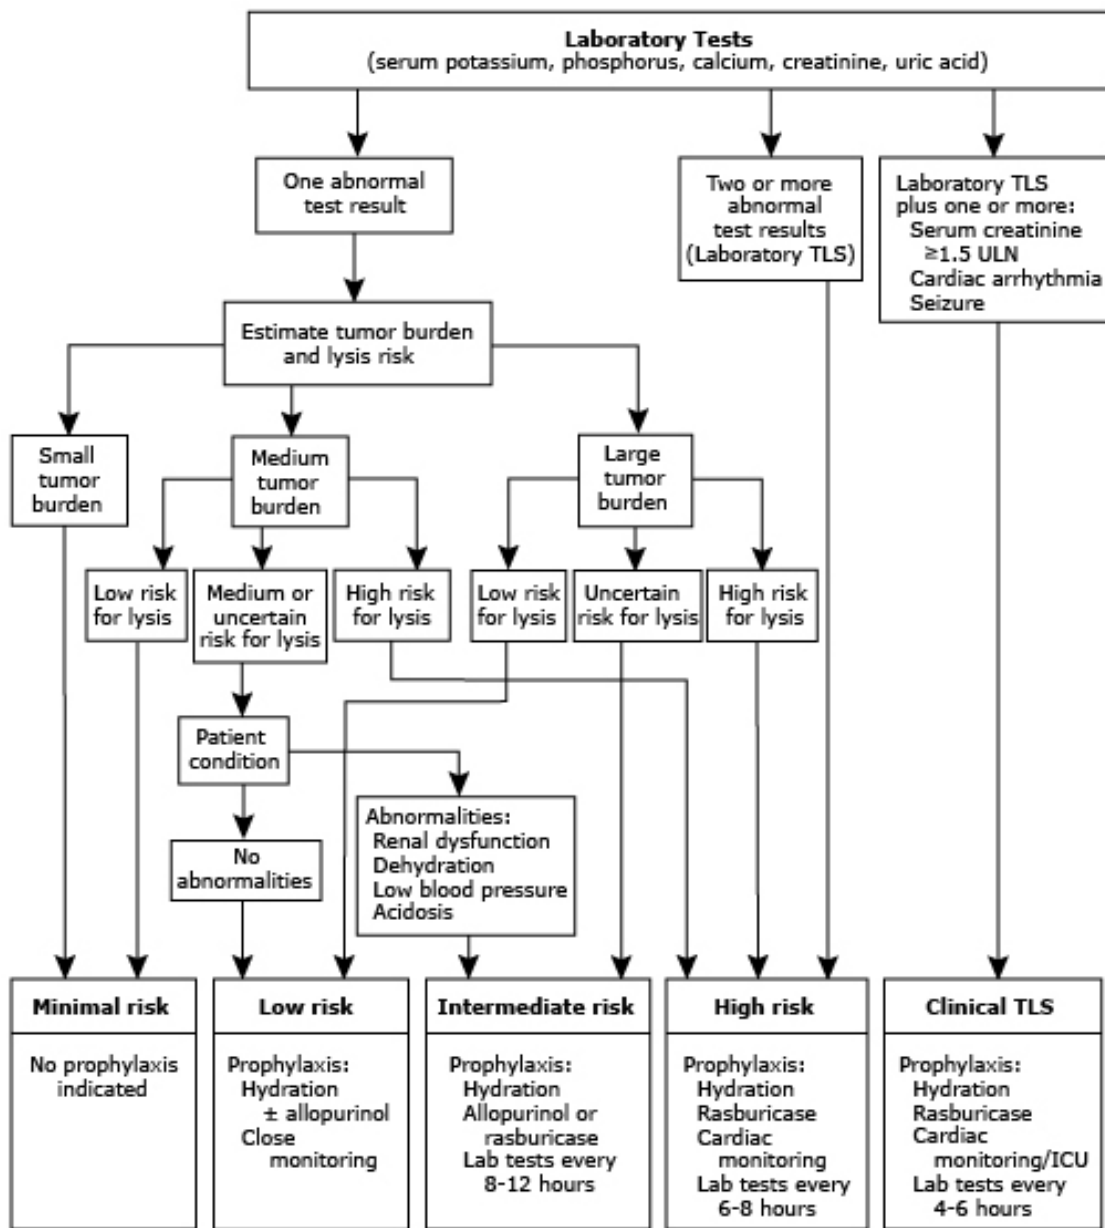 Laboratory Tests
(serum potassium, phosphorus, calcium, creatinine, uric acid)
One abnormal
test result
Two or more
abnormal
test results
(Laboratory TLS)
Laboratory TLS
plus one or more:
Serum creatinine
≥1.5 ULN
Cardiac arrhythmia
Seizure
Estimate tumor burden
and lysis risk
Small
tumor
burden
Medium
tumor
burden
Large
tumor
burden
Low risk
for lysis
Medium or
uncertain
risk for lysis
High risk
for lysis
Low risk
for lysis
Uncertain
risk for lysis
High risk
for lysis
Patient
condition
No
abnormalities
Abnormalities:
Renal dysfunction
Dehydration
Low blood pressure
Acidosis
Minimal risk
No prophylaxis
indicated
Low risk
Prophylaxis:
Hydration
± allopurinol
Close
monitoring
Intermediate risk
Prophylaxis:
Hydration
Allopurinol or
rasburicase
Lab tests every
8-12 hours
High risk
Prophylaxis:
Hydration
Rasburicase
Cardiac
monitoring
Lab tests every
6-8 hours
Clinical TLS
Prophylaxis:
Hydration
Rasburicase
Cardiac
monitoring/ICU
Lab tests every
4-6 hours